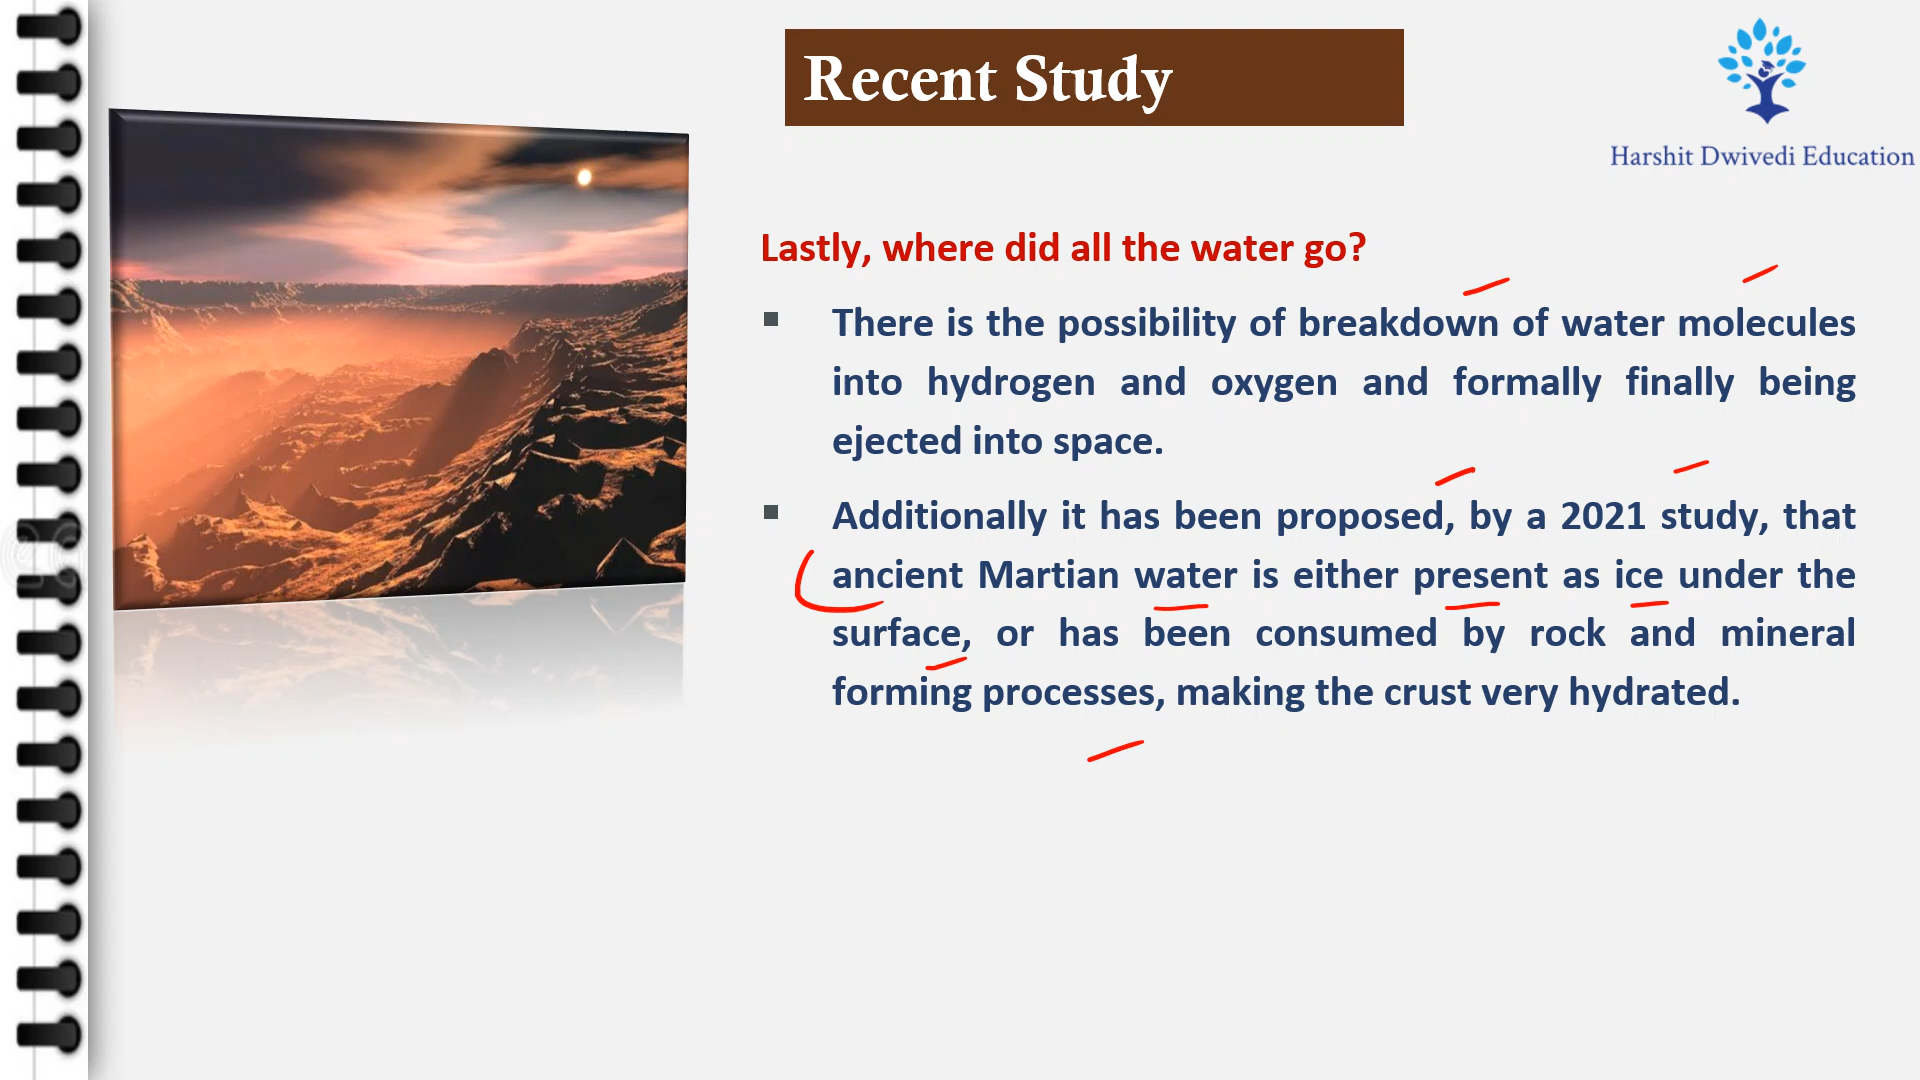 Recent Study
Harshit Dwivedi Education
Lastly, where did all the water go?
There is the possibility of breakdown of water molecules
into hydrogen and oxygen and formally finally being
ejected into space.
Additionally it has been proposed, by a 2021 study, that
ancient Martian water is either present as ice under the
surface, or has been consumed by rock and mineral
forming processes, making the crust very hydrated.